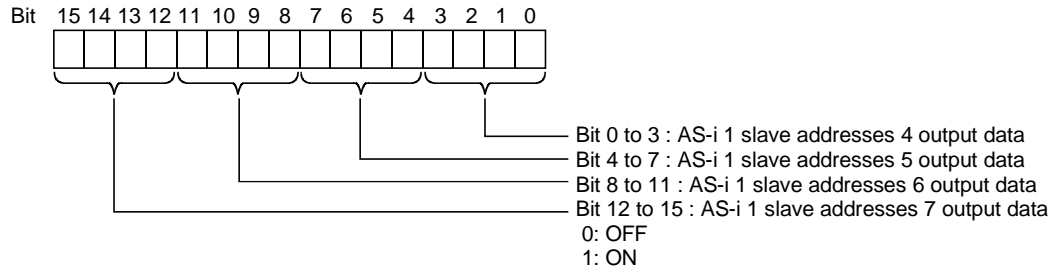 Bit 15 14 13 12 11 10 9 8 7 6 5 4 3 2 1 0
Bit 0 to 3 : AS-i 1 slave addresses 4 output data
Bit 4 to 7 : AS-i 1 slave addresses 5 output data
Bit 8 to 11 : AS-i 1 slave addresses 6 output data
Bit 12 to 15 : AS-i 1 slave addresses 7 output data
0: OFF
1: ON